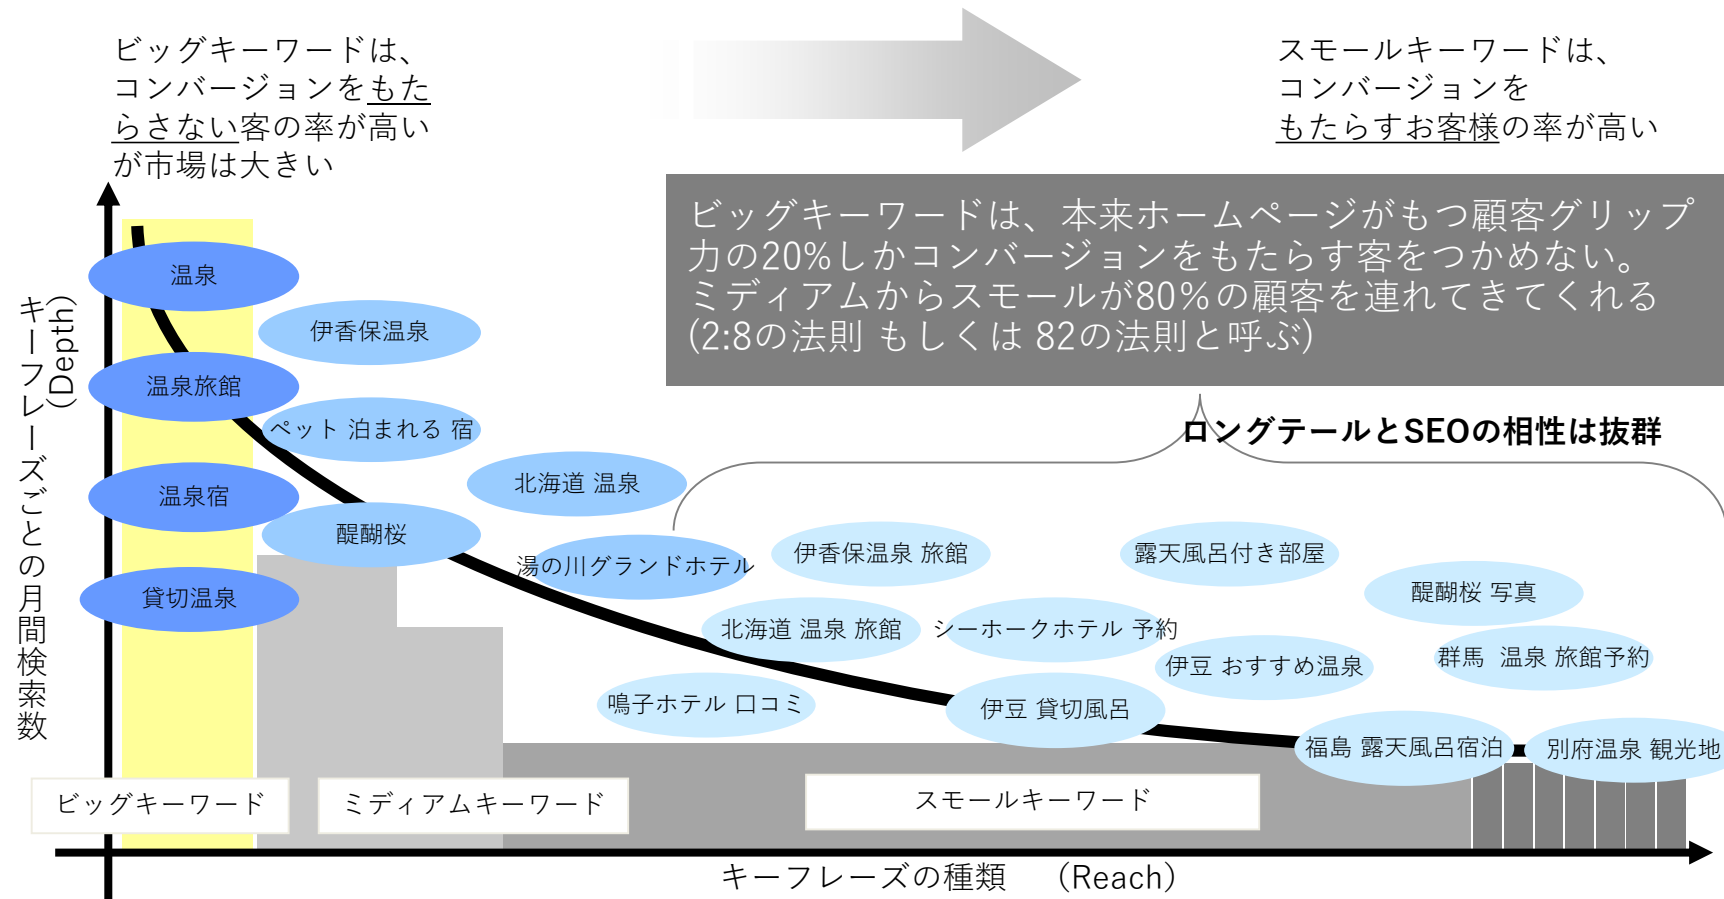 ビッグキーワードは、
コンバージョンをもた
らさない客の率が高い
が市場は大きい
スモールキーワードは、
コンバージョンを
もたらすお客様の率が高い
ビッグキーワードは、本来ホームページがもつ顧客グリップ
力の20%しかコンバージョンをもたらす客をつかめない。
ミディアムからスモールが80%の顧客を連れてきてくれる
(2:8の法則 もしくは 82の法則と呼ぶ)
ロングテールとSEOの相性は抜群
キーフレーズごとの月間検索数
(Depth)
温泉
伊香保温泉
温泉旅館
ペット 泊まれる 宿
温泉宿
北海道 温泉
醍醐桜
貸切温泉
湯の川グランドホテル
伊香保温泉 旅館
露天風呂付き部屋
醍醐桜 写真
北海道 温泉 旅館
シーホークホテル 予約
伊豆 おすすめ温泉
群馬 温泉 旅館予約
鳴子ホテル 口コミ
伊豆 貸切風呂
福島 露天風呂宿泊
別府温泉 観光地
ビッグキーワード
ミディアムキーワード
スモールキーワード
キーフレーズの種類 (Reach)